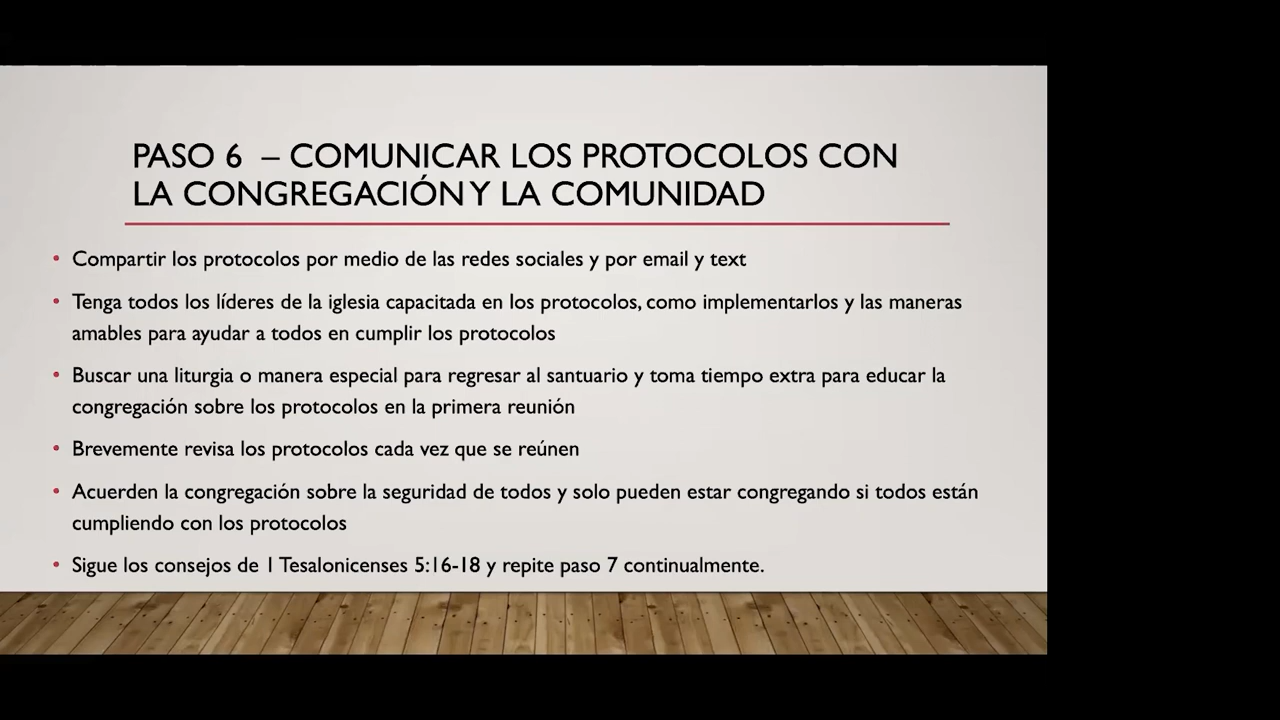 PASO 6 – COMUNICAR LOS PROTOCOLOS CON
LA CONGREGACIÓN Y LA COMUNIDAD
• Compartir los protocolos por medio de las redes sociales y por email y text
• Tenga todos los líderes de la iglesia capacitada en los protocolos, como implementarlos y las maneras
amables para ayudar a todos en cumplir los protocolos
• Buscar una liturgia o manera especial para regresar al santuario y toma tiempo extra para educar la
congregación sobre los protocolos en la primera reunión
• Brevemente revisa los protocolos cada vez que se reúnen
• Acuerden la congregación sobre la seguridad de todos y solo pueden estar congregando si todos están
cumpliendo con los protocolos
• Sigue los consejos de 1 Tesalonicenses 5:16-18 y repite paso 7 continualmente.